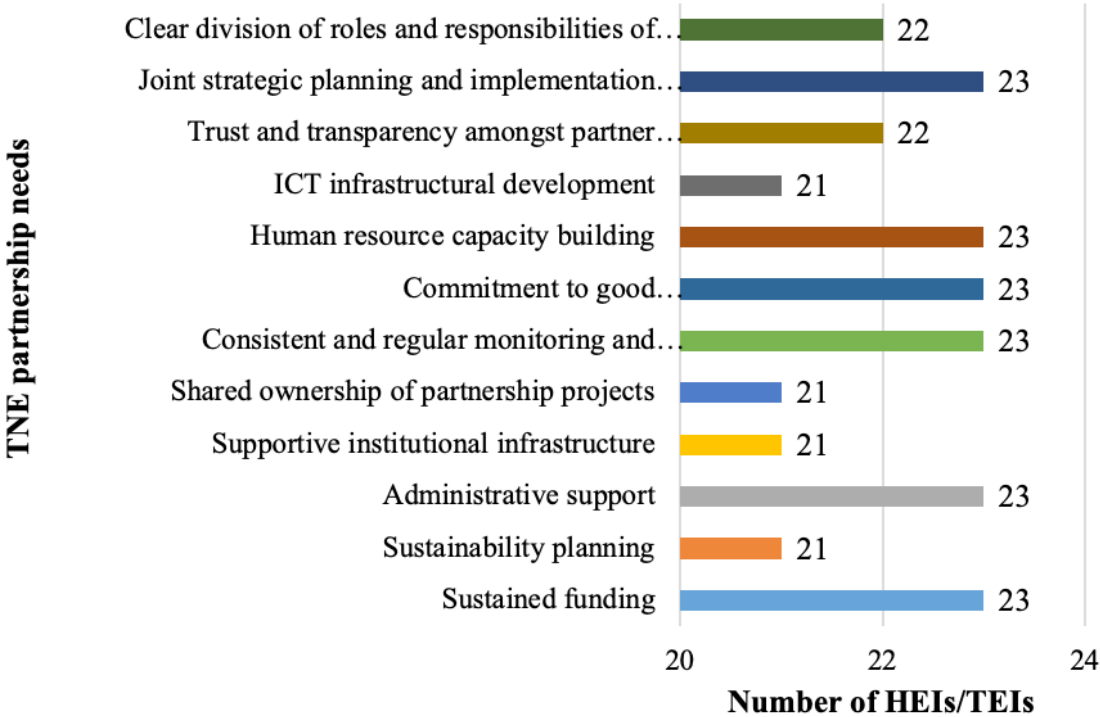 Clear division of roles and responsibilities of… 22
Joint strategic planning and implementation… 23
Trust and transparency amongst partner… 22
ICT infrastructural development 21
Human resource capacity building 23
Commitment to good… 23
Consistent and regular monitoring and… 23
Shared ownership of partnership projects 21
Supportive institutional infrastructure 21
Administrative support 23
Sustainability planning 21
Sustained funding 23
TNE partnership needs
20 22 24
Number of HEIs/TEIs